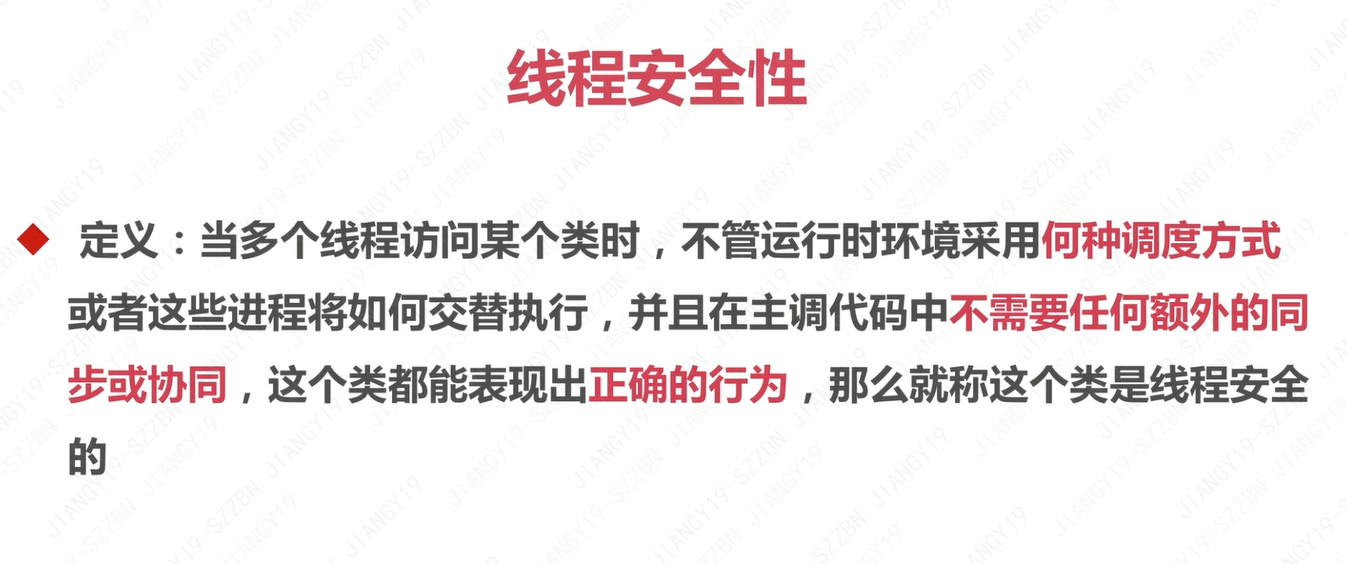 线程安全性
定义：当多个线程访问某个类时，不管运行时环境采用何种调度方式
或者这些进程将如何交替执行，并且在主调代码中不需要任何额外的同
步或协同，这个类都能表现出正确的行为，那么就称这个类是线程安全
的
JIANGY19-SZZBN